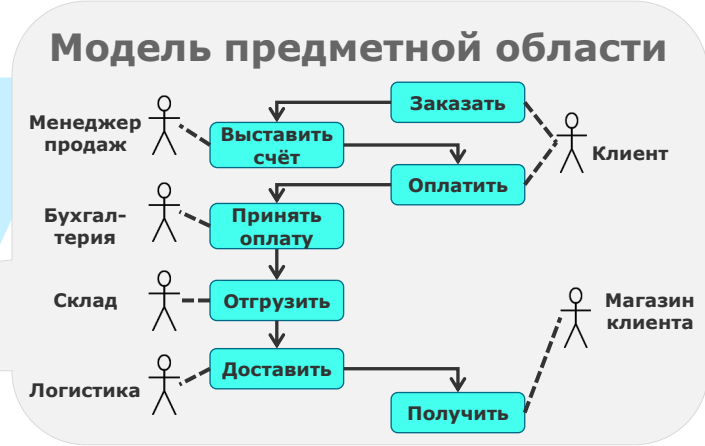 Модель предметной области
Заказать
Менеджер
продаж
Выставить
счёт
Клиент
Оплатить
Бухгал-
терия
Принять
оплату
Склад
Отгрузить
Магазин
клиента
Логистика
Доставить
Получить